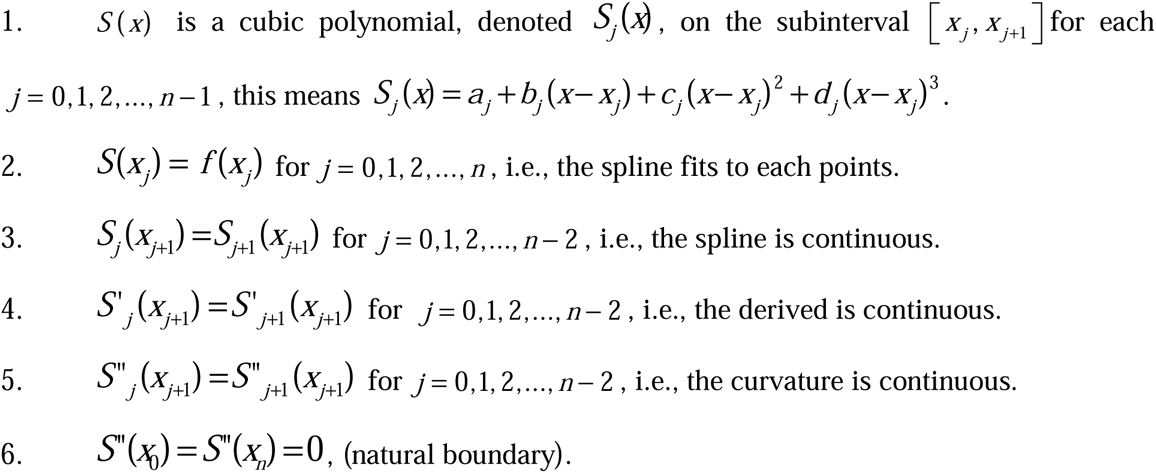 1. S(x) is a cubic polynomial, denoted S_j(x), on the subinterval [x_j, x_{j+1}] for each
j = 0,1,2,..., n−1, this means S_j(x) = a_j + b_j(x−x_j) + c_j(x−x_j)^2 + d_j(x−x_j)^3.
2. S(x_j) = f(x_j) for j = 0,1,2,..., n, i.e., the spline fits to each points.
3. S_j(x_{j+1}) = S_{j+1}(x_{j+1}) for j = 0,1,2,..., n−2, i.e., the spline is continuous.
4. S'_j(x_{j+1}) = S'_{j+1}(x_{j+1}) for j = 0,1,2,..., n−2, i.e., the derived is continuous.
5. S"_j(x_{j+1}) = S"_{j+1}(x_{j+1}) for j = 0,1,2,..., n−2, i.e., the curvature is continuous.
6. S"(x_0) = S"(x_n) = 0, (natural boundary).